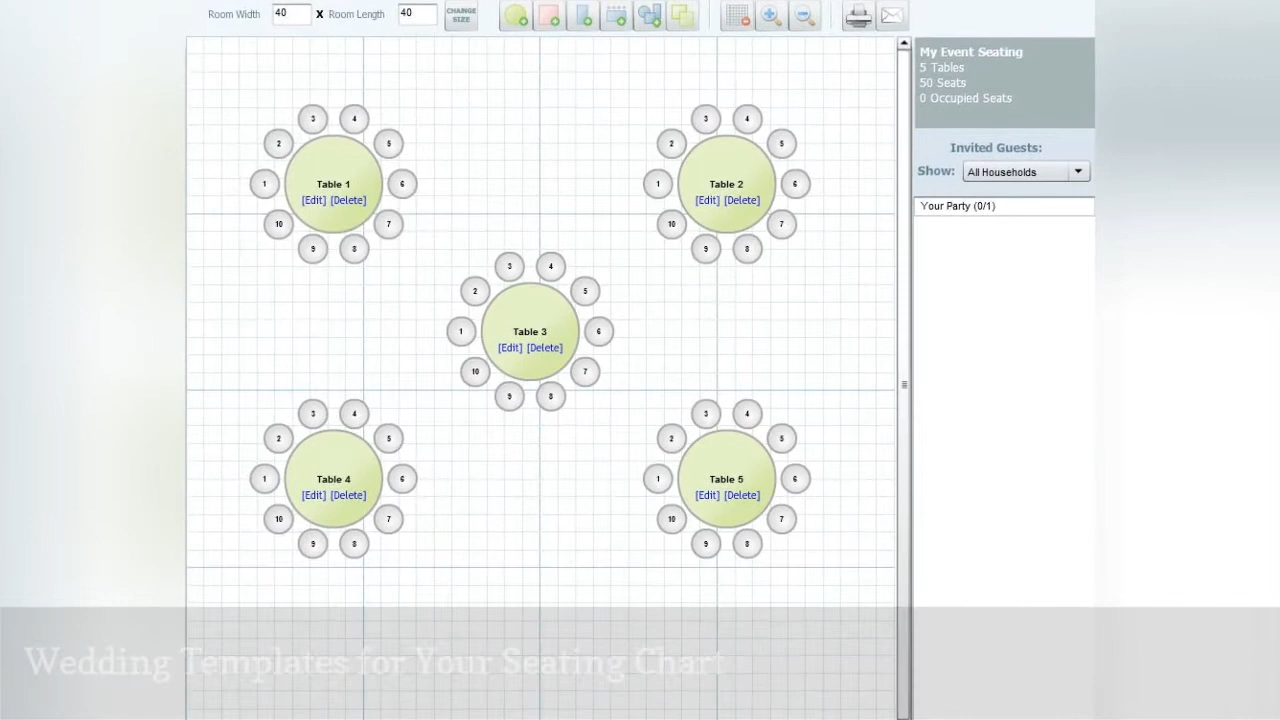 Room Width 40 X Room Length 40 CHANGE SIZE
My Event Seating
5 Tables
50 Seats
0 Occupied Seats
Invited Guests:
Show: All Households
Your Party (0/1)
3 4
2 5
1 Table 1 6
[Edit] [Delete]
10 7
9 8
3 4
2 5
1 Table 2 6
[Edit] [Delete]
10 7
9 8
3 4
2 5
1 Table 3 6
[Edit] [Delete]
10 7
9 8
3 4
2 5
1 Table 4 6
[Edit] [Delete]
10 7
9 8
3 4
2 5
1 Table 5 6
[Edit] [Delete]
10 7
9 8
Wedding Templates for Your Seating Chart